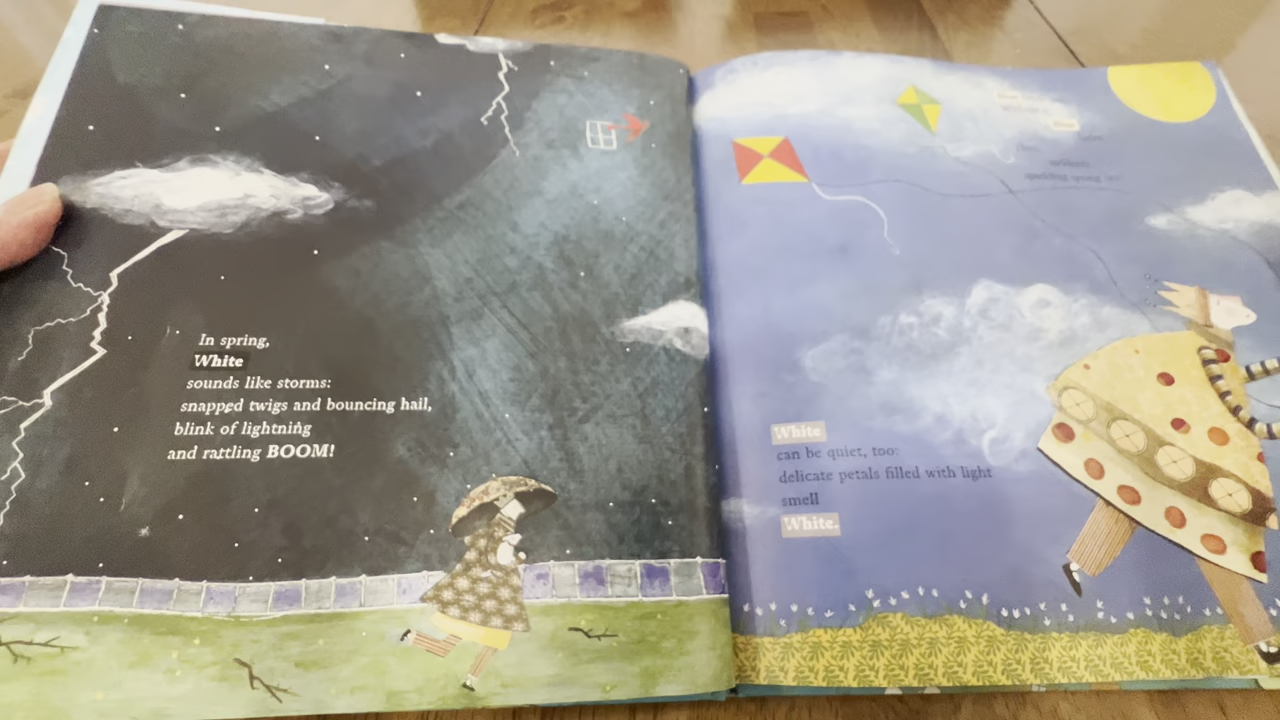 In spring,
White
sounds like storms:
snapped twigs and bouncing hail,
blink of lightning
and rattling BOOM!
White
can be quiet, too:
delicate petals filled with light
smell
White.